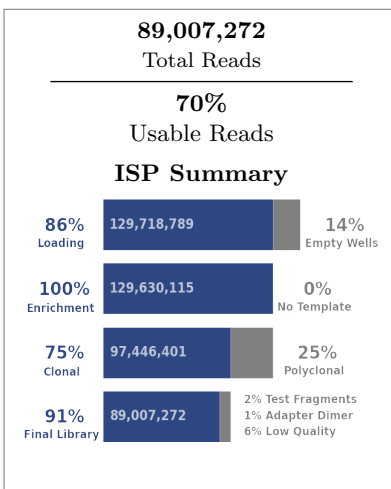 89,007,272
Total Reads
70%
Usable Reads
ISP Summary
86%
Loading
129,718,789
14%
Empty Wells
100%
Enrichment
129,630,115
0%
No Template
75%
Clonal
97,446,401
25%
Polyclonal
91%
Final Library
89,007,272
2% Test Fragments
1% Adapter Dimer
6% Low Quality